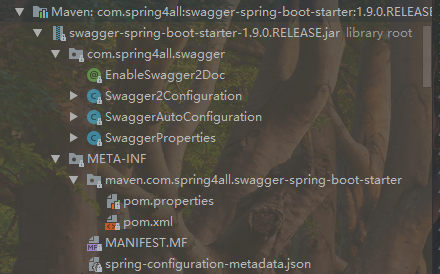 Maven: com.spring4all:swagger-spring-boot-starter:1.9.0.RELEASE
swagger-spring-boot-starter-1.9.0.RELEASE.jar library root
com.spring4all.swagger
EnableSwagger2Doc
Swagger2Configuration
SwaggerAutoConfiguration
SwaggerProperties
META-INF
maven.com.spring4all.swagger-spring-boot-starter
pom.properties
pom.xml
MANIFEST.MF
spring-configuration-metadata.json